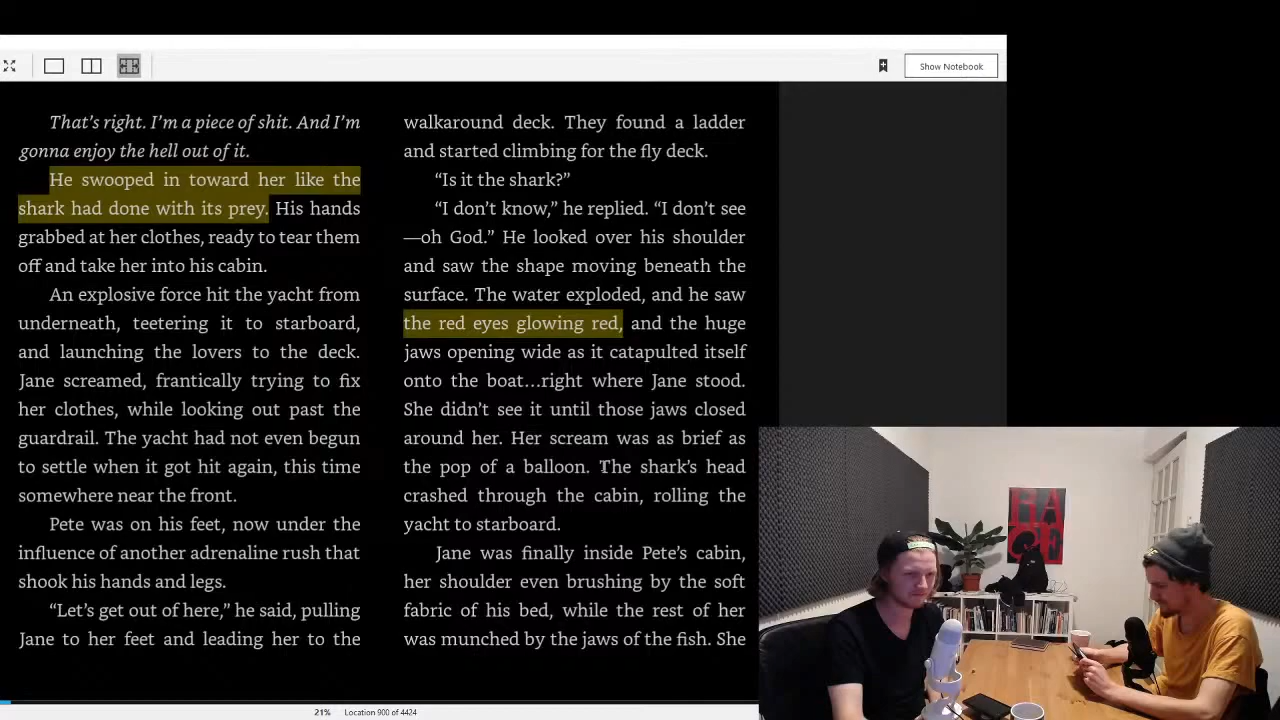 Show Notebook
That's right. I'm a piece of shit. And I'm
gonna enjoy the hell out of it.
He swooped in toward her like the
shark had done with its prey. His hands
grabbed at her clothes, ready to tear them
off and take her into his cabin.
An explosive force hit the yacht from
underneath, teetering it to starboard,
and launching the lovers to the deck.
Jane screamed, frantically trying to fix
her clothes, while looking out past the
guardrail. The yacht had not even begun
to settle when it got hit again, this time
somewhere near the front.
Pete was on his feet, now under the
influence of another adrenaline rush that
shook his hands and legs.
“Let's get out of here,” he said, pulling
Jane to her feet and leading her to the
walkaround deck. They found a ladder
and started climbing for the fly deck.
“Is it the shark?”
“I don't know,” he replied. “I don't see
—oh God.” He looked over his shoulder
and saw the shape moving beneath the
surface. The water exploded, and he saw
the red eyes glowing red, and the huge
jaws opening wide as it catapulted itself
onto the boat…right where Jane stood.
She didn't see it until those jaws closed
around her. Her scream was as brief as
the pop of a balloon. The shark's head
crashed through the cabin, rolling the
yacht to starboard.
Jane was finally inside Pete's cabin,
her shoulder even brushing by the soft
fabric of his bed, while the rest of her
was munched by the jaws of the fish. She
21% Location 900 of 4424